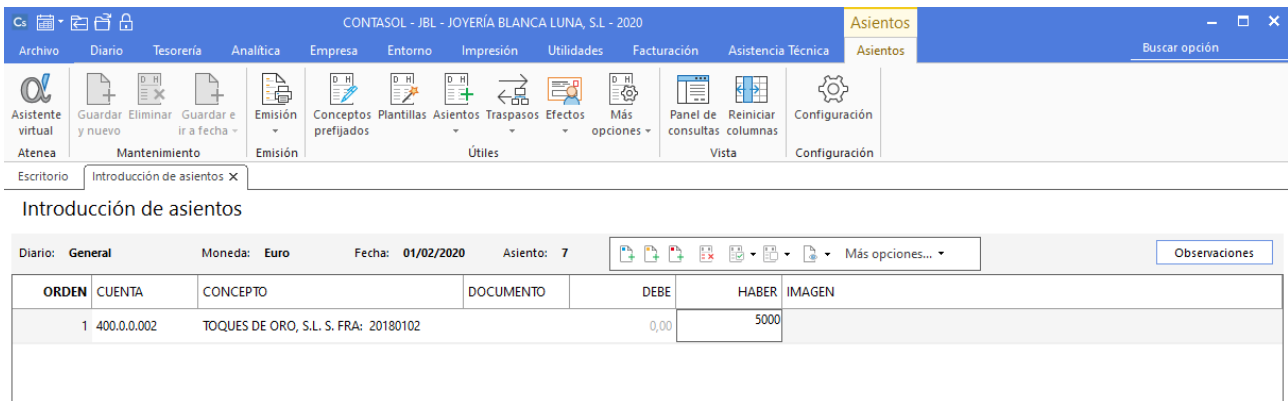 Cs CONTASOL - JBL - JOYERÍA BLANCA LUNA, S.L - 2020 Asientos
Archivo Diario Tesorería Analítica Empresa Entorno Impresión Utilidades Facturación Asistencia Técnica Asientos Buscar opción
D H D H D H D H D H
Asistente Guardar Eliminar Guardar e Emisión Conceptos Plantillas Asientos Traspasos Efectos Más Panel de Reiniciar Configuración
virtual y nuevo ir a fecha prefijados opciones consultas columnas
Atenea Mantenimiento Emisión Útiles Vista Configuración
Escritorio Introducción de asientos X
Introducción de asientos
Diario: General Moneda: Euro Fecha: 01/02/2020 Asiento: 7 Más opciones... Observaciones
ORDEN CUENTA CONCEPTO DOCUMENTO DEBE HABER IMAGEN
1 400.0.0.002 TOQUES DE ORO, S.L. S. FRA: 20180102 0,00 5000